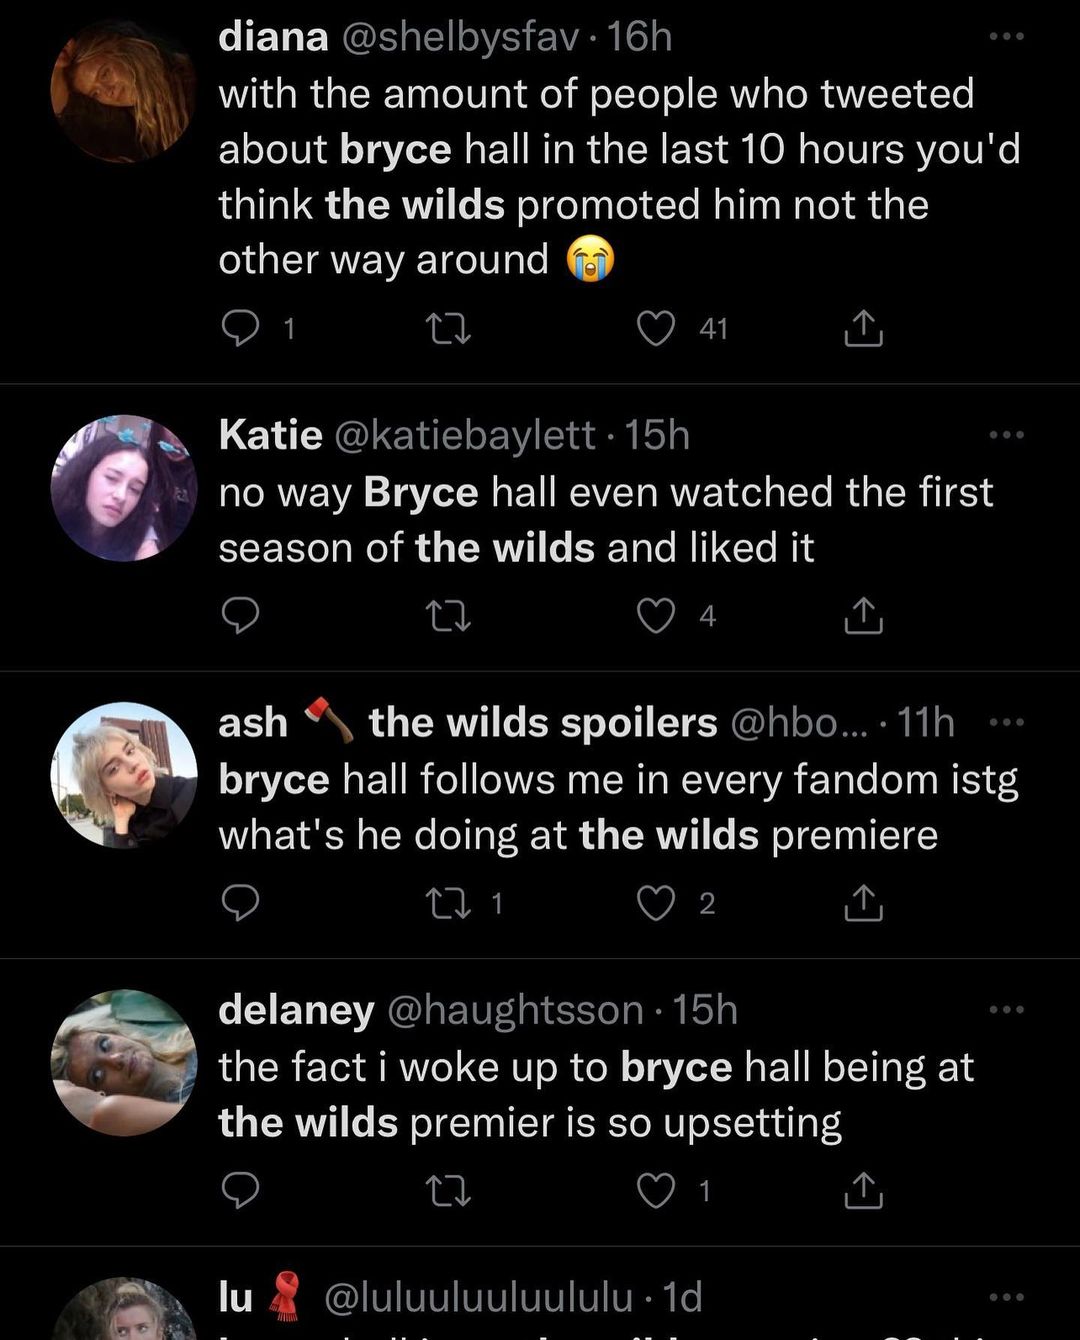 diana @shelbysfav · 16h
with the amount of people who tweeted
about bryce hall in the last 10 hours you'd
think the wilds promoted him not the
other way around 😭
1 41
Katie @katiebaylett · 15h
no way Bryce hall even watched the first
season of the wilds and liked it
4
ash 🪓 the wilds spoilers @hbo... · 11h
bryce hall follows me in every fandom istg
what's he doing at the wilds premiere
1 2
delaney @haughtsson · 15h
the fact i woke up to bryce hall being at
the wilds premier is so upsetting
1
lu 🧣 @luluuluuluululu · 1d